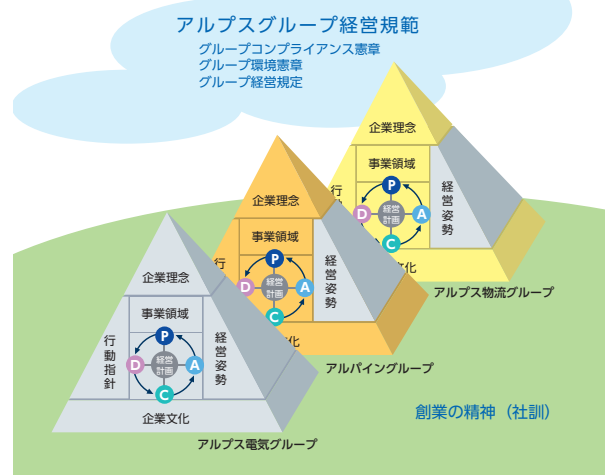 アルプスグループ経営規範
グループコンプライアンス憲章
グループ環境憲章
グループ経営規定
企業理念
事業領域
行
P
D
経営
計画
A
C
経営姿勢
化
アルプス物流グループ
企業理念
事業領域
行
P
D
経営
計画
A
C
経営姿勢
化
アルパイングループ
企業理念
事業領域
行動指針
P
D
経営
計画
A
C
経営姿勢
企業文化
アルプス電気グループ
創業の精神（社訓）